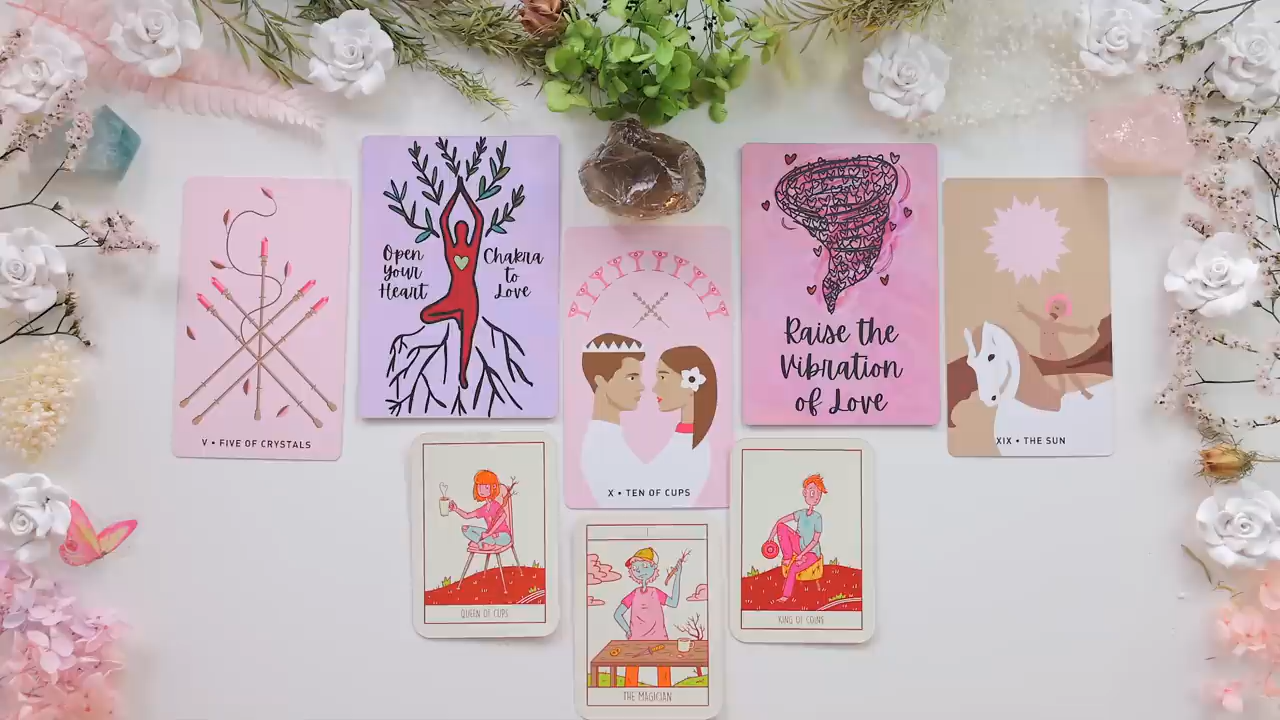 Open
Your
Heart
Chakra
to
Love
Raise the
Vibration
of Love
V • FIVE OF CRYSTALS
X • TEN OF CUPS
XIX • THE SUN
QUEEN OF CUPS
KING OF COINS
THE MAGICIAN